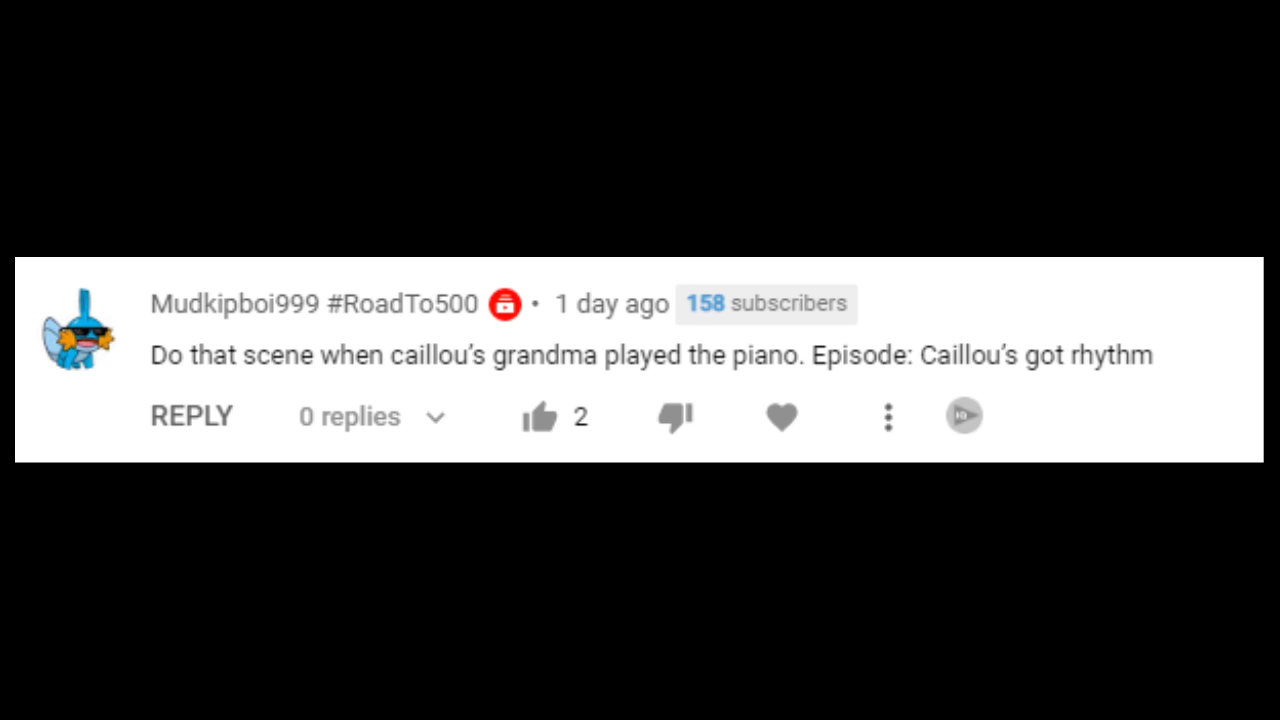 Mudkipboi999 #RoadTo500 • 1 day ago 158 subscribers
Do that scene when caillou’s grandma played the piano. Episode: Caillou’s got rhythm
REPLY 0 replies 2